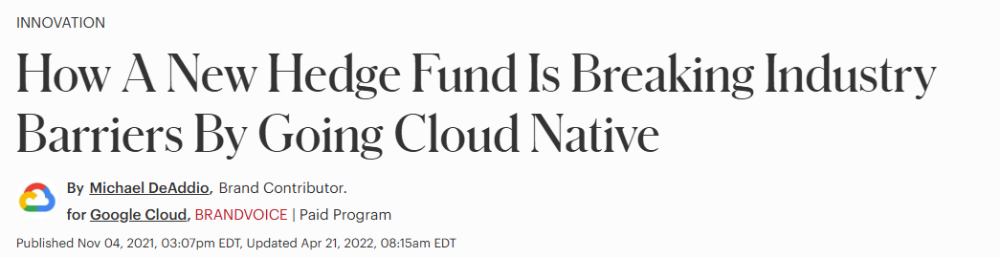 INNOVATION
How A New Hedge Fund Is Breaking Industry
Barriers By Going Cloud Native
By Michael DeAddio, Brand Contributor.
for Google Cloud, BRANDVOICE | Paid Program
Published Nov 04, 2021, 03:07pm EDT, Updated Apr 21, 2022, 08:15am EDT